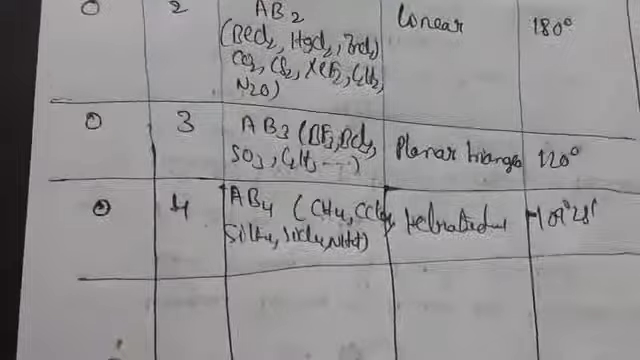 0 2 AB2 Linear 180°
(BeCl2, HgCl2, ZnCl2)
CO2, CS2, XeF2, C2H2,
N2O)
0 3 AB3 (BF3, BCl3, Planar triangle 120°
SO3, C2H4 ----)
0 4 AB4 (CH4, CCl4, Tetrahedral 109°28'
SiH4, SiCl4, NH4+)